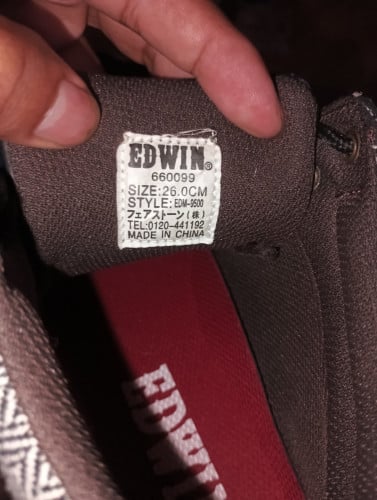 EDWIN®
660099
SIZE:26.0CM
STYLE:EDM-9500
フェアストーン(株)
TEL:0120-441192
MADE IN CHINA
EDWIN